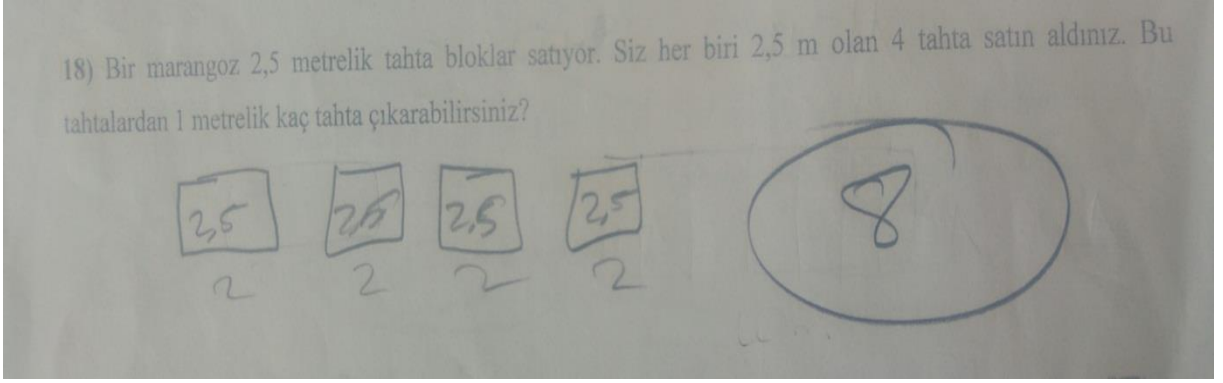 18) Bir marangoz 2,5 metrelik tahta bloklar satıyor. Siz her biri 2,5 m olan 4 tahta satın aldınız. Bu
tahtalardan 1 metrelik kaç tahta çıkarabilirsiniz?
2,5 2,5 2,5 2,5 8
2 2 2 2